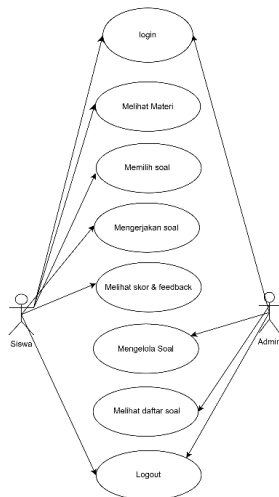 login
Melihat Materi
Memilih soal
Mengerjakan soal
Melihat skor & feedback
Siswa
Admin
Mengelola Soal
Melihat daftar soal
Logout